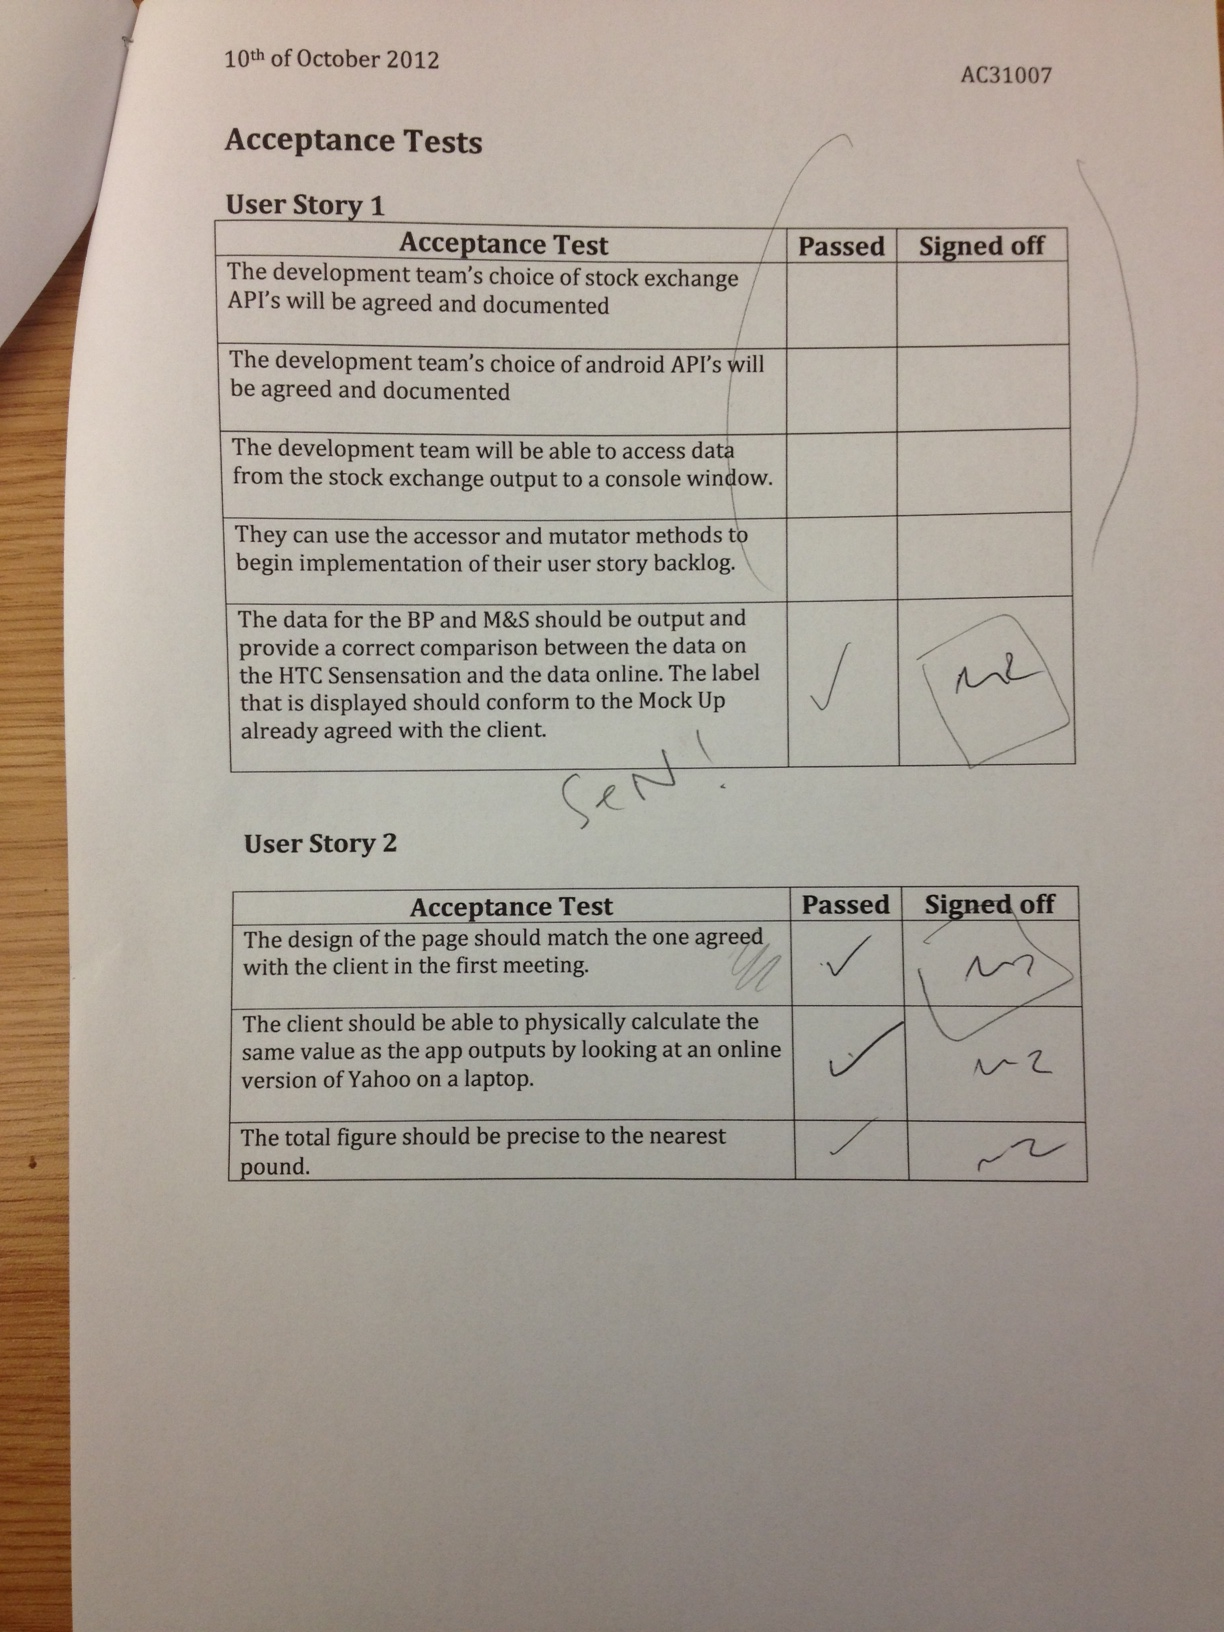 10th of October 2012
AC31007
Acceptance Tests
User Story 1
Acceptance Test Passed Signed off
The development team's choice of stock exchange
API's will be agreed and documented
The development team's choice of android API's will
be agreed and documented
The development team will be able to access data
from the stock exchange output to a console window.
They can use the accessor and mutator methods to
begin implementation of their user story backlog.
The data for the BP and M&S should be output and
provide a correct comparison between the data on
the HTC Sensensation and the data online. The label
that is displayed should conform to the Mock Up
already agreed with the client.
SeN!
User Story 2
Acceptance Test Passed Signed off
The design of the page should match the one agreed
with the client in the first meeting.
The client should be able to physically calculate the
same value as the app outputs by looking at an online
version of Yahoo on a laptop.
The total figure should be precise to the nearest
pound.